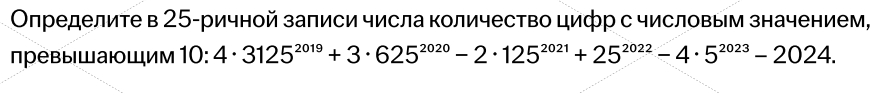 Определите в 25-ричной записи числа количество цифр с числовым значением,
превышающим 10: 4 · 3125²⁰¹⁹ + 3 · 625²⁰²⁰ − 2 · 125²⁰²¹ + 25²⁰²² − 4 · 5²⁰²³ – 2024.